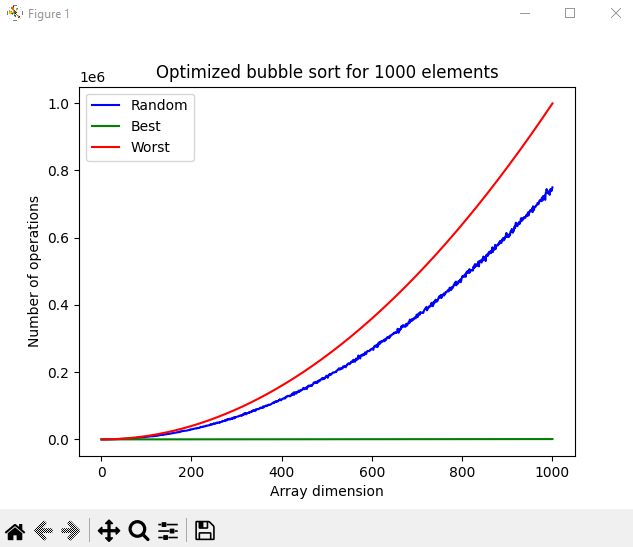 Figure 1
Optimized bubble sort for 1000 elements
1e6
Random
Best
Worst
1.0
0.8
0.6
0.4
0.2
0.0
Number of operations
0 200 400 600 800 1000
Array dimension